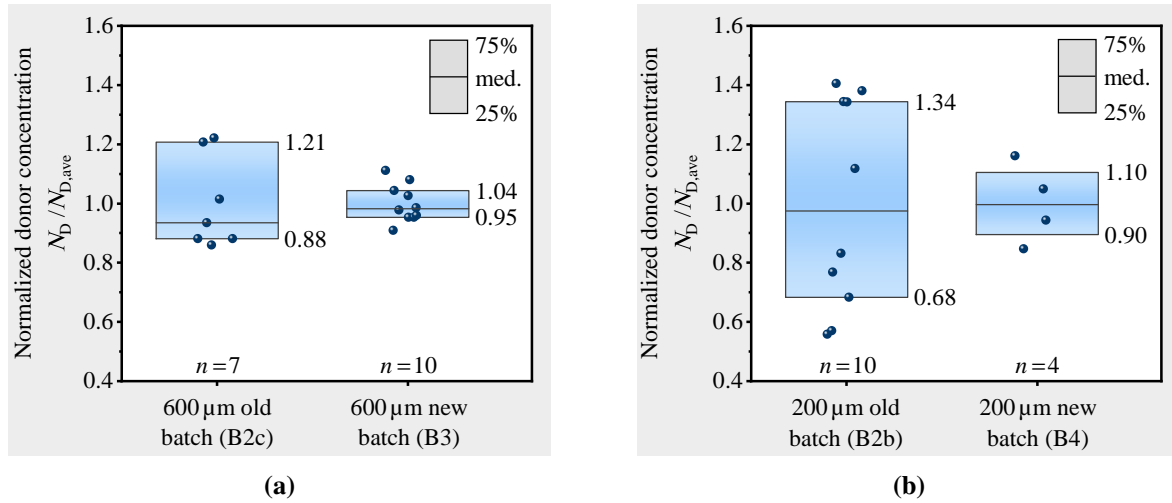 Normalized donor concentration
N_D / N_D,ave
1.6
1.4
1.2
1.0
0.8
0.6
0.4
75%
med.
25%
1.21
0.88
1.04
0.95
n = 7
n = 10
600 µm old
batch (B2c)
600 µm new
batch (B3)
(a)
Normalized donor concentration
N_D / N_D,ave
1.6
1.4
1.2
1.0
0.8
0.6
0.4
75%
med.
25%
1.34
0.68
1.10
0.90
n = 10
n = 4
200 µm old
batch (B2b)
200 µm new
batch (B4)
(b)